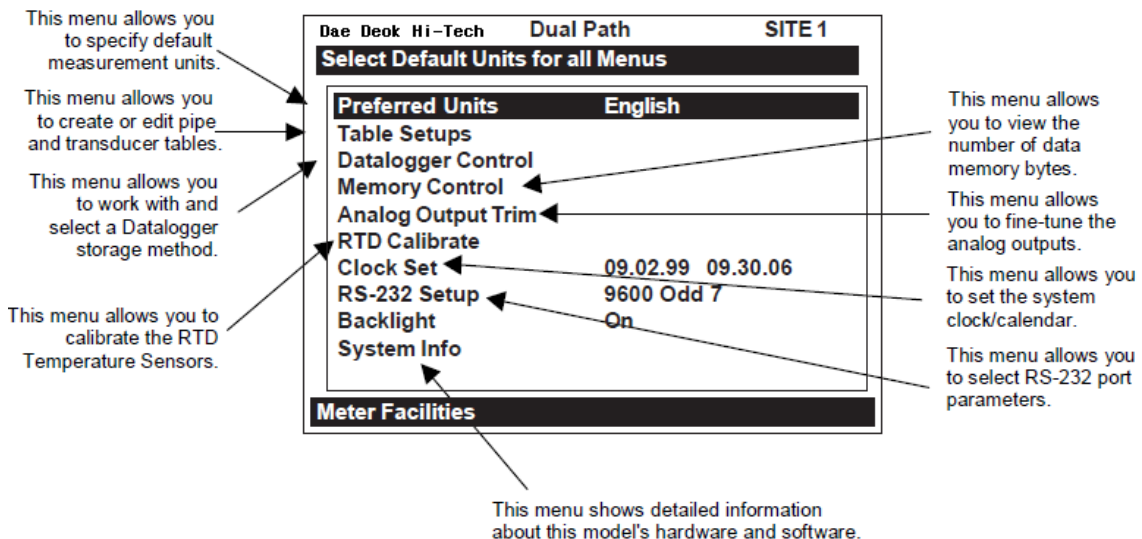 This menu allows you
to specify default
measurement units.
This menu allows you
to create or edit pipe
and transducer tables.
This menu allows you
to work with and
select a Datalogger
storage method.
This menu allows you to
calibrate the RTD
Temperature Sensors.
Dae Deok Hi-Tech Dual Path SITE 1
Select Default Units for all Menus
Preferred Units English
Table Setups
Datalogger Control
Memory Control
Analog Output Trim
RTD Calibrate
Clock Set 09.02.99 09.30.06
RS-232 Setup 9600 Odd 7
Backlight On
System Info
Meter Facilities
This menu allows
you to view the
number of data
memory bytes.
This menu allows
you to fine-tune the
analog outputs.
This menu allows you
to set the system
clock/calendar.
This menu allows you
to select RS-232 port
parameters.
This menu shows detailed information
about this model's hardware and software.